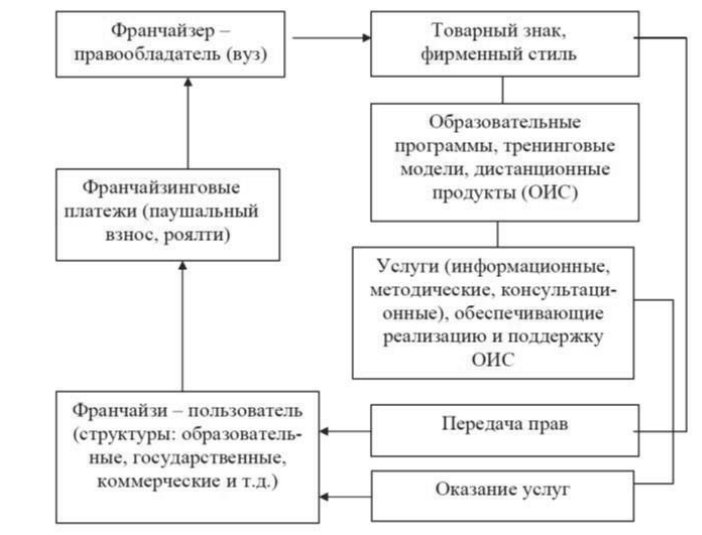 Франчайзер –
правообладатель (вуз)
Товарный знак,
фирменный стиль
Образовательные
программы, тренинговые
модели, дистанционные
продукты (ОИС)
Франчайзинговые
платежи (паушальный
взнос, роялти)
Услуги (информационные,
методические, консультаци-
онные), обеспечивающие
реализацию и поддержку
ОИС
Франчайзи – пользователь
(структуры: образователь-
ные, государственные,
коммерческие и т.д.)
Передача прав
Оказание услуг